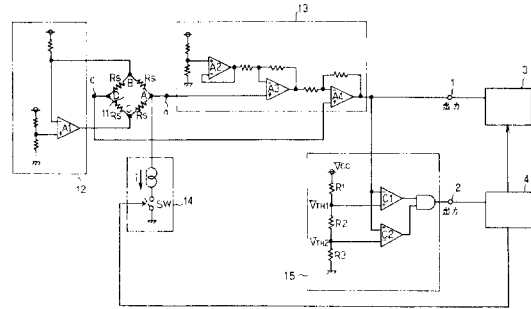 13
1
出力
3
C
Rs
Rs
B
A
11
Rs
Rs
a
A1
12
A2
A3
A4
I
SW
14
VCC
R1
VTH1
R2
VTH2
R3
C1
C2
15
2
出力
4